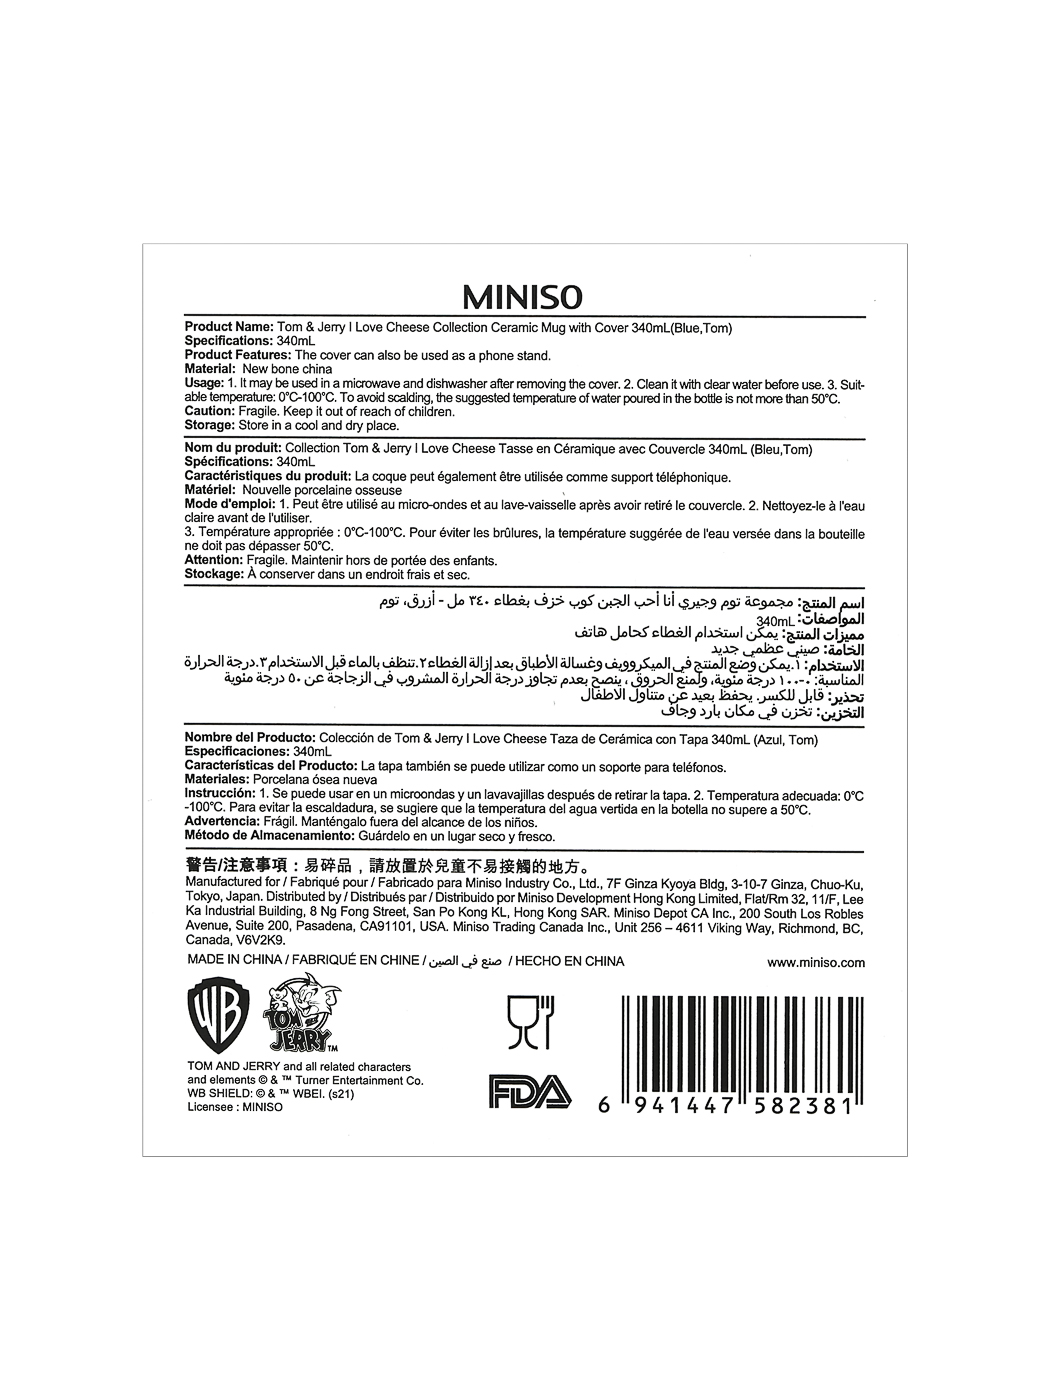 MINISO
Product Name: Tom & Jerry I Love Cheese Collection Ceramic Mug with Cover 340mL(Blue,Tom)
Specifications: 340mL
Product Features: The cover can also be used as a phone stand.
Material: New bone china
Usage: 1. It may be used in a microwave and dishwasher after removing the cover. 2. Clean it with clear water before use. 3. Suit-
able temperature: 0°C-100°C. To avoid scalding, the suggested temperature of water poured in the bottle is not more than 50°C.
Caution: Fragile. Keep it out of reach of children.
Storage: Store in a cool and dry place.
Nom du produit: Collection Tom & Jerry I Love Cheese Tasse en Céramique avec Couvercle 340mL (Bleu,Tom)
Spécifications: 340mL
Caractéristiques du produit: La coque peut également être utilisée comme support téléphonique.
Matériel: Nouvelle porcelaine osseuse
Mode d'emploi: 1. Peut être utilisé au micro-ondes et au lave-vaisselle après avoir retiré le couvercle. 2. Nettoyez-le à l'eau
claire avant de l'utiliser.
3. Température appropriée : 0°C-100°C. Pour éviter les brûlures, la température suggérée de l'eau versée dans la bouteille
ne doit pas dépasser 50°C.
Attention: Fragile. Maintenir hors de portée des enfants.
Stockage: À conserver dans un endroit frais et sec.
اسم المنتج: مجموعة توم وجيري أنا أحب الجبن كوب خزف بغطاء ٣٤٠ مل - أزرق، توم
المواصفات: 340mL
مميزات المنتج: يمكن استخدام الغطاء كحامل هاتف
الخامة: صيني عظمي جديد
الاستخدام: ١.يمكن وضع المنتج في الميكروويف وغسالة الأطباق بعد إزالة الغطاء ٢.تنظف بالماء قبل الاستخدام ٣.درجة الحرارة
المناسبة: ٠-١٠٠ درجة مئوية، ولمنع الحروق ، ينصح بعدم تجاوز درجة الحرارة المشروب في الزجاجة عن ٥٠ درجة مئوية
تحذير: قابل للكسر. يحفظ بعيد عن متناول الاطفال
التخزين: تخزن في مكان بارد وجاف
Nombre del Producto: Colección de Tom & Jerry I Love Cheese Taza de Cerámica con Tapa 340mL (Azul, Tom)
Especificaciones: 340mL
Características del Producto: La tapa también se puede utilizar como un soporte para teléfonos.
Materiales: Porcelana ósea nueva
Instrucción: 1. Se puede usar en un microondas y un lavavajillas después de retirar la tapa. 2. Temperatura adecuada: 0°C
-100°C. Para evitar la escaldadura, se sugiere que la temperatura del agua vertida en la botella no supere a 50°C.
Advertencia: Frágil. Manténgalo fuera del alcance de los niños.
Método de Almacenamiento: Guárdelo en un lugar seco y fresco.
警告/注意事項：易碎品，請放置於兒童不易接觸的地方。
Manufactured for / Fabriqué pour / Fabricado para Miniso Industry Co., Ltd., 7F Ginza Kyoya Bldg, 3-10-7 Ginza, Chuo-Ku,
Tokyo, Japan. Distributed by / Distribués par / Distribuido por Miniso Development Hong Kong Limited, Flat/Rm 32, 11/F, Lee
Ka Industrial Building, 8 Ng Fong Street, San Po Kong KL, Hong Kong SAR. Miniso Depot CA Inc., 200 South Los Robles
Avenue, Suite 200, Pasadena, CA91101, USA. Miniso Trading Canada Inc., Unit 256 – 4611 Viking Way, Richmond, BC,
Canada, V6V2K9.
MADE IN CHINA / FABRIQUÉ EN CHINE / صنع في الصين / HECHO EN CHINA
www.miniso.com
WB
TOM AND JERRY TM
TOM AND JERRY and all related characters
and elements © & ™ Turner Entertainment Co.
WB SHIELD: © & ™ WBEI. (s21)
Licensee : MINISO
FDA
6 941447 582381